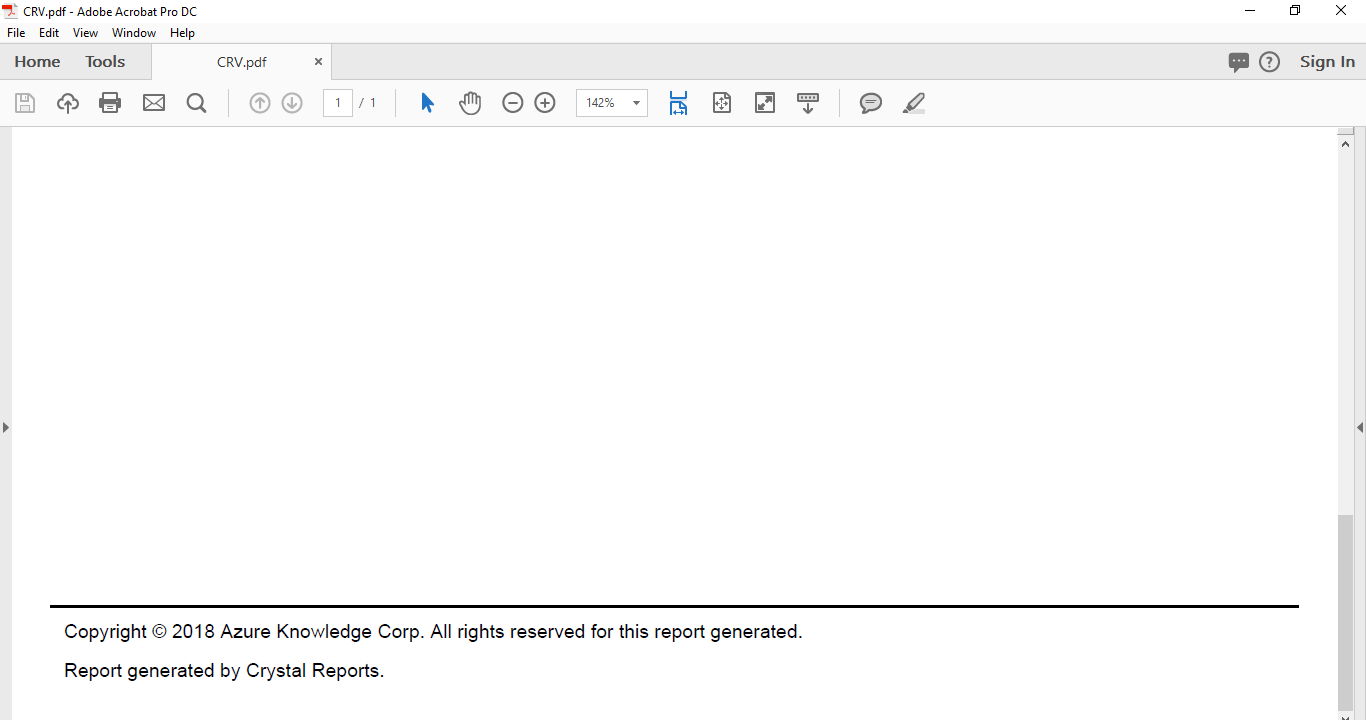 CRV.pdf - Adobe Acrobat Pro DC
File Edit View Window Help
Home Tools CRV.pdf × Sign In
1 / 1 142%
Copyright © 2018 Azure Knowledge Corp. All rights reserved for this report generated.
Report generated by Crystal Reports.